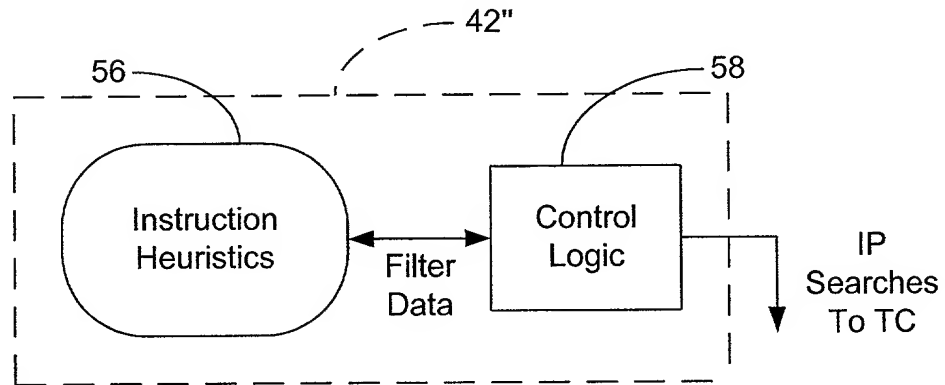 42"
56
58
Instruction
Heuristics
Filter
Data
Control
Logic
IP
Searches
To TC